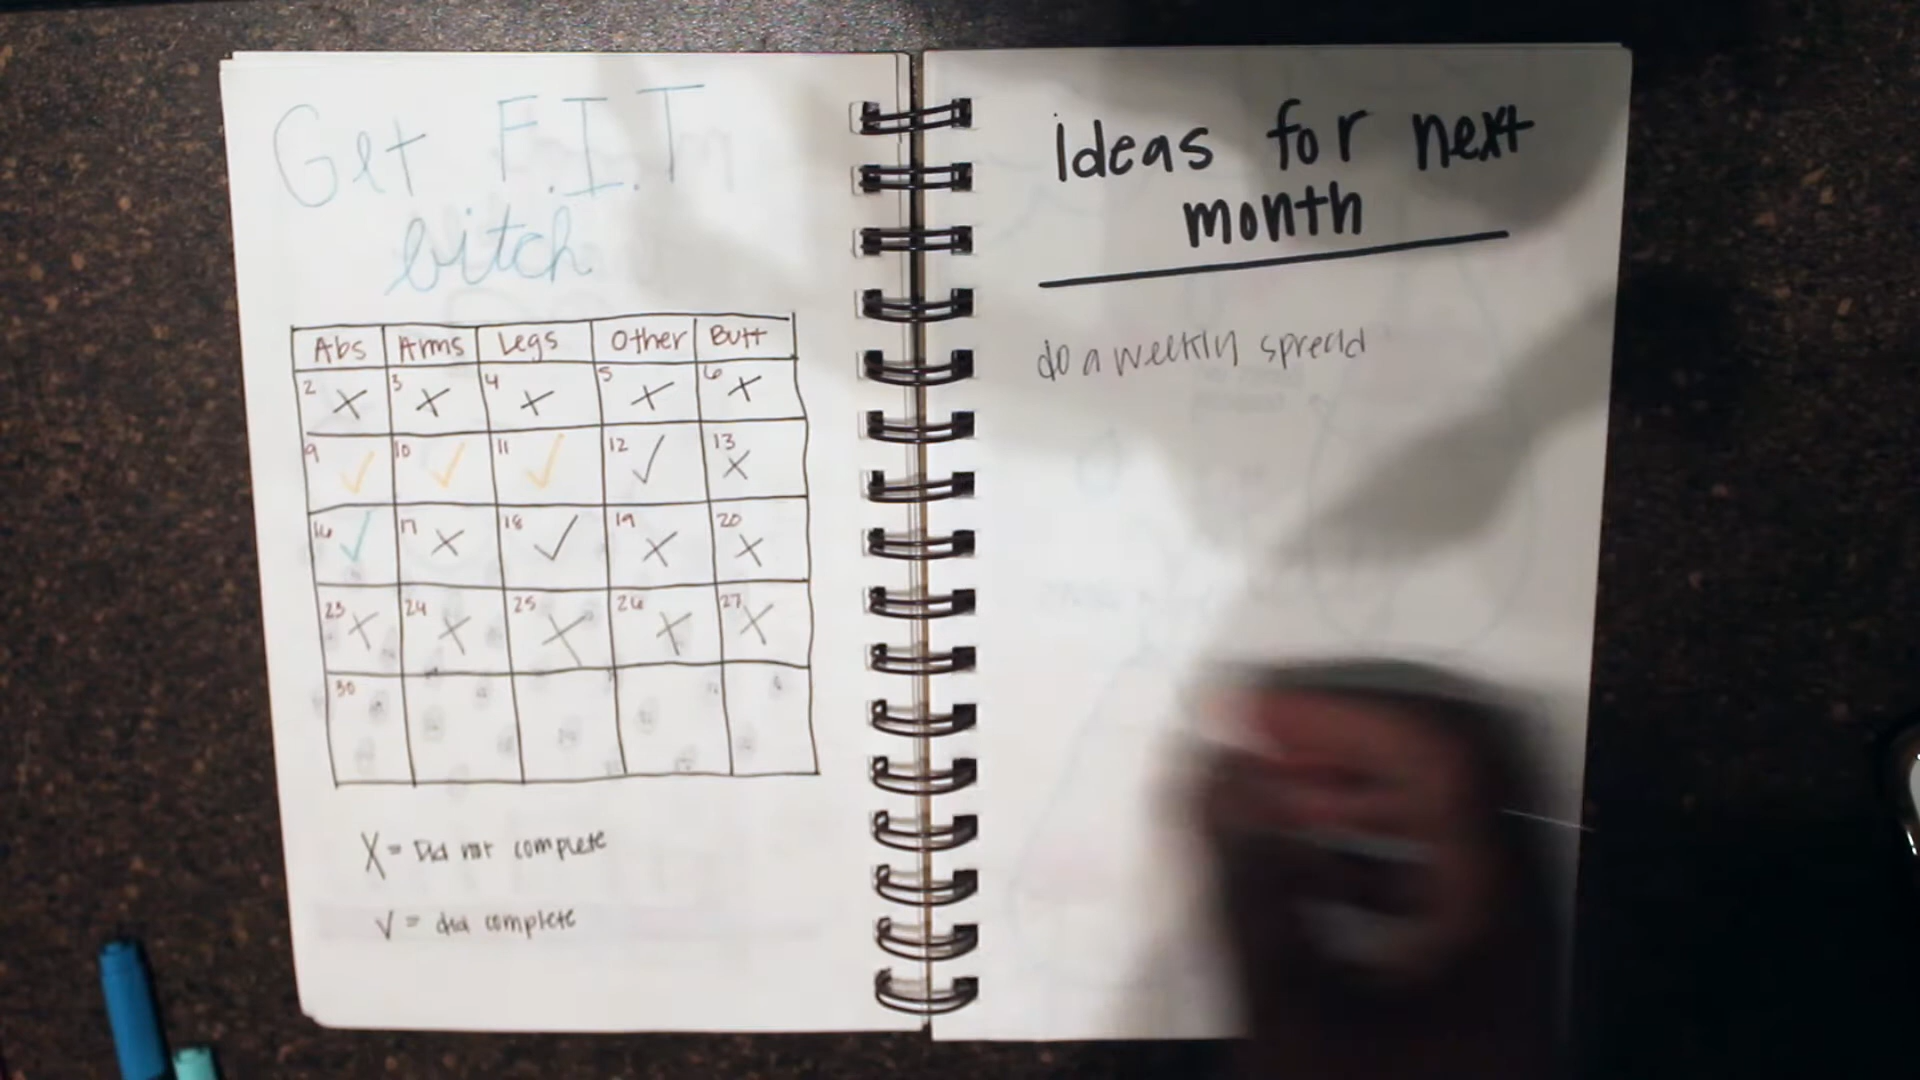 Get F.I.T
bitch
Abs Arms Legs Other Butt
2 X 3 X 4 X 5 X 6 X
9 ✓ 10 ✓ 11 ✓ 12 ✓ 13 X
16 ✓ 17 X 18 ✓ 19 X 20 X
23 X 24 X 25 X 26 X 27 X
30
X = Did not complete
✓ = did complete
ideas for next
month
do a weekly spread